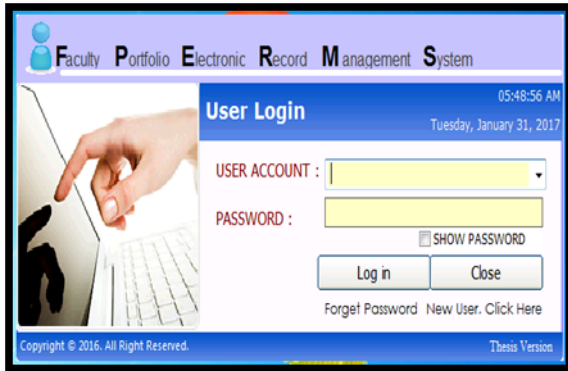 Faculty Portfolio Electronic Record Management System
05:48:56 AM
User Login
Tuesday, January 31, 2017
USER ACCOUNT :
PASSWORD :
SHOW PASSWORD
Log in Close
Forget Password New User. Click Here
Copyright © 2016. All Right Reserved. Thesis Version